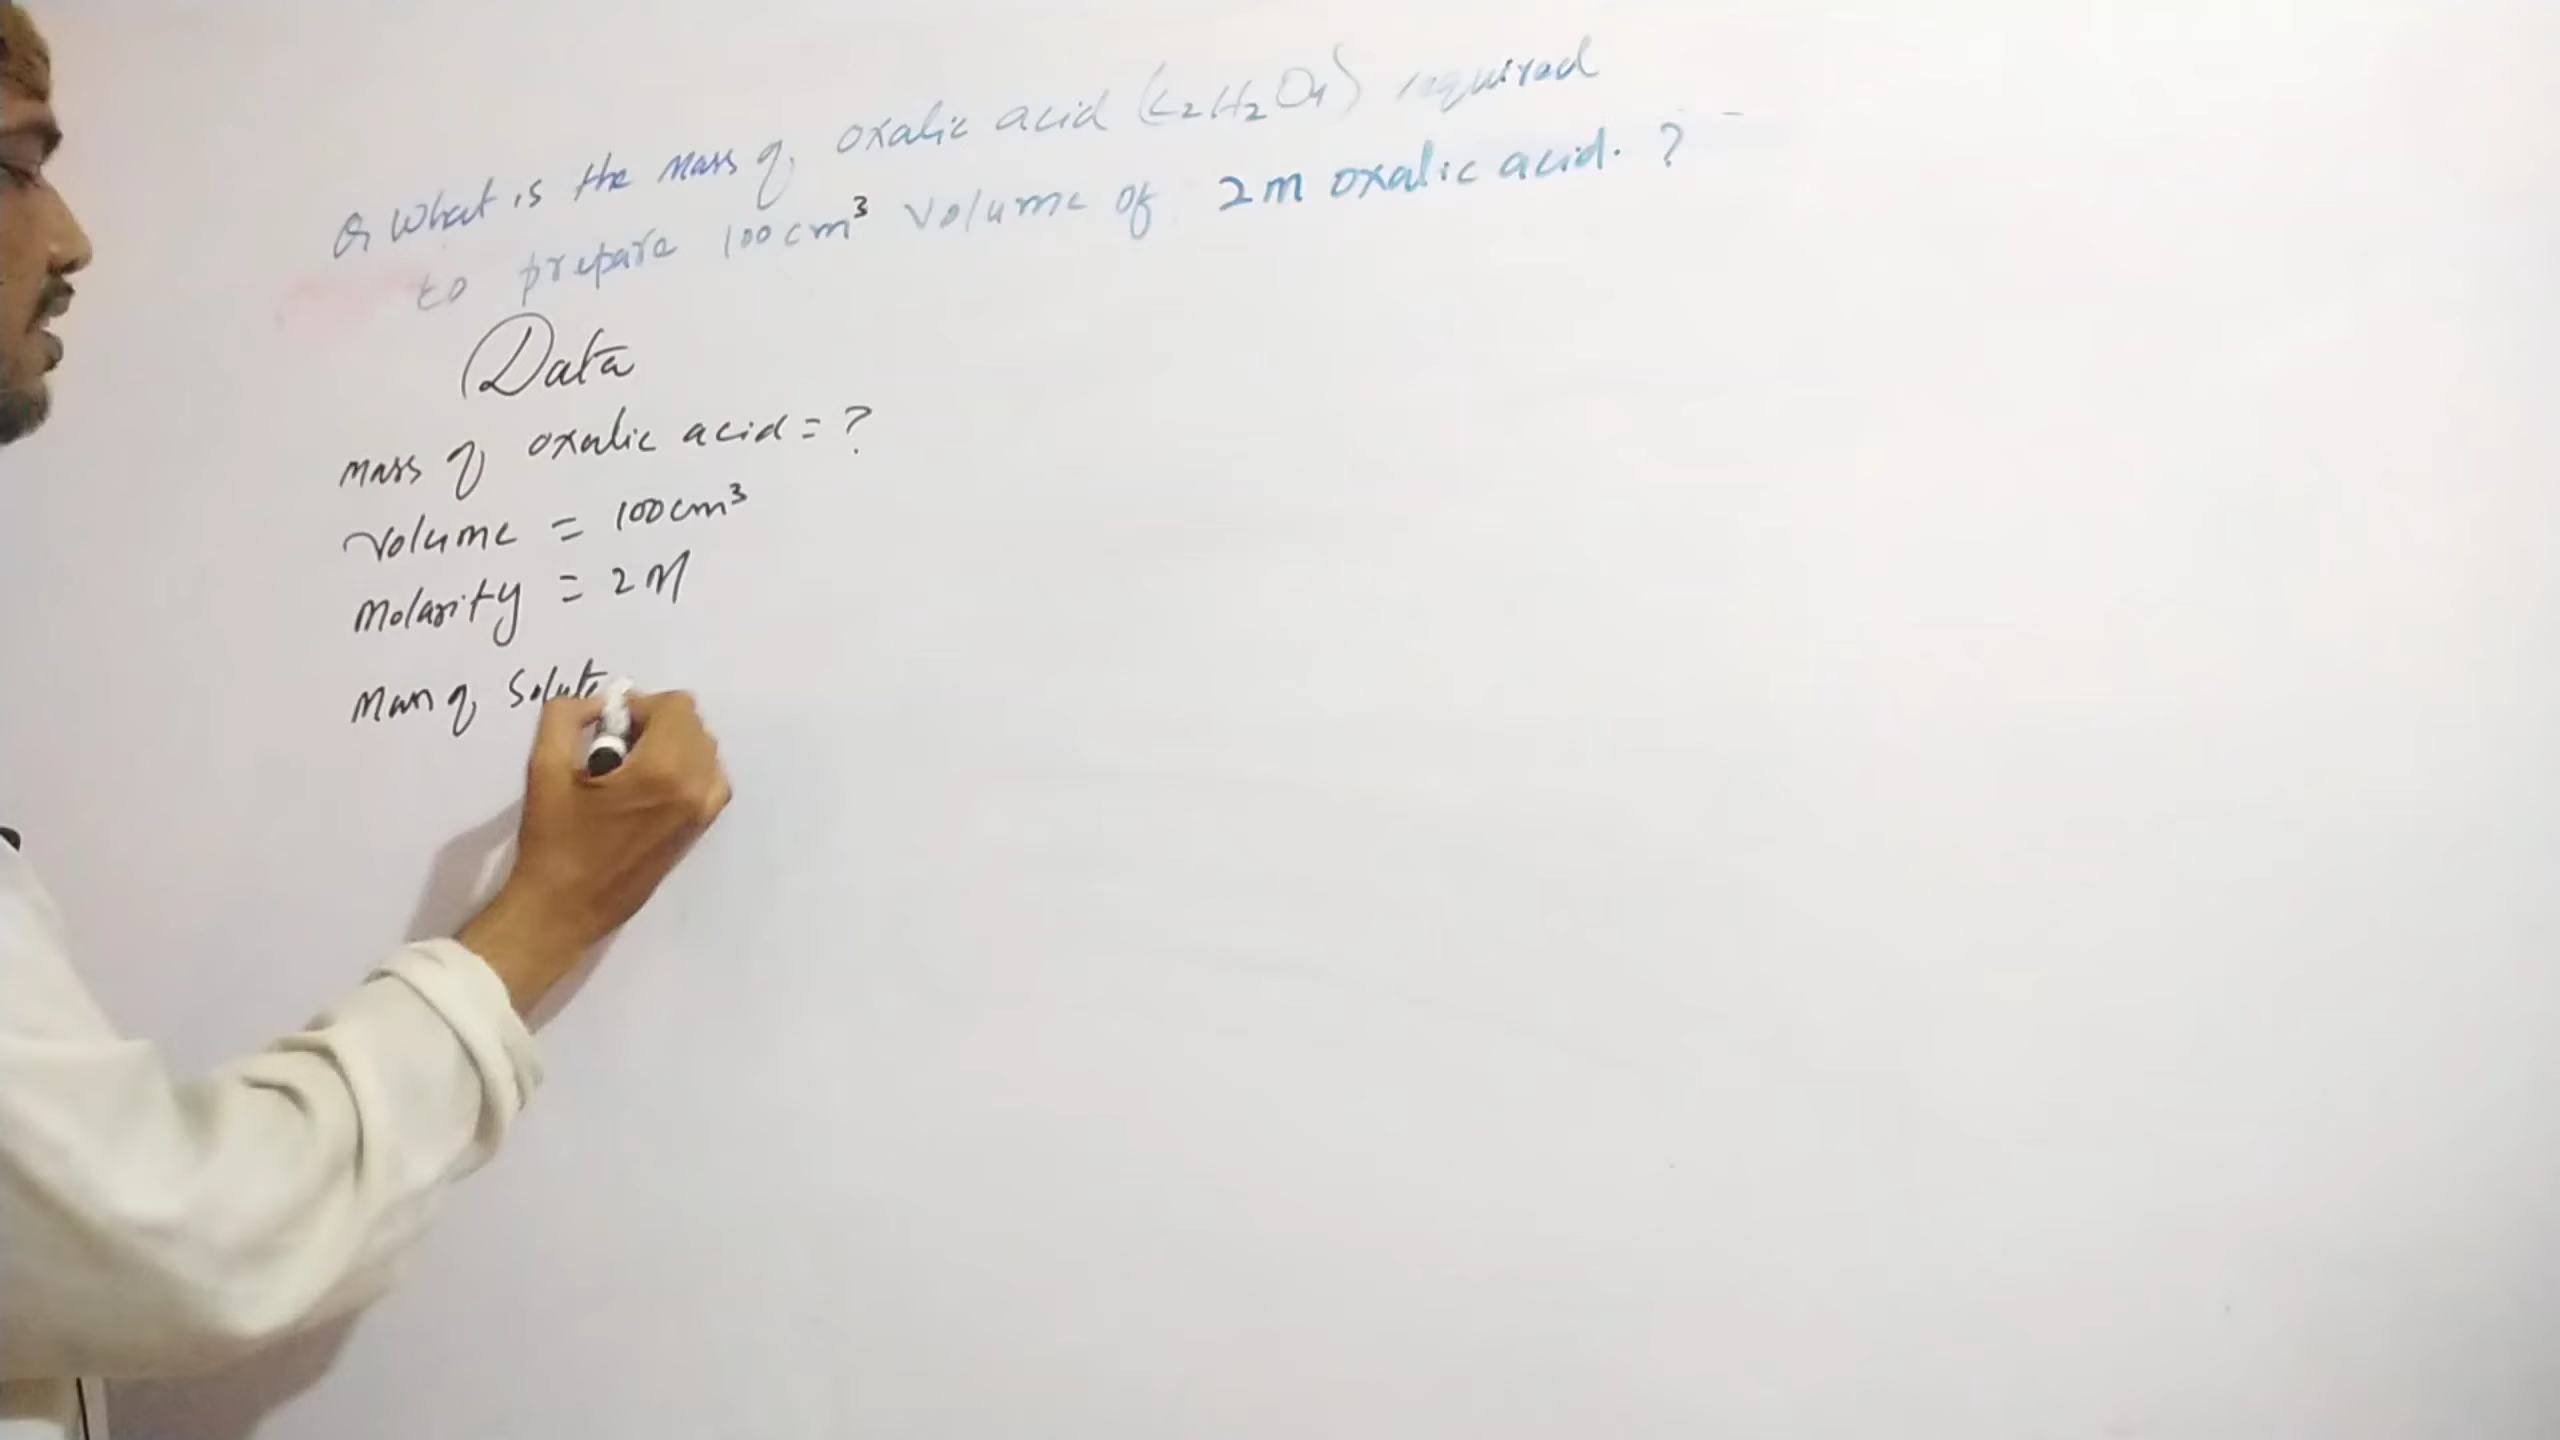 Q What is the mass of oxalic acid (C2H2O4) required
to prepare 100cm³ volume of 2m oxalic acid. ?
Data
mass of oxalic acid = ?
volume = 100cm³
Molarity = 2M
Mass of Solute